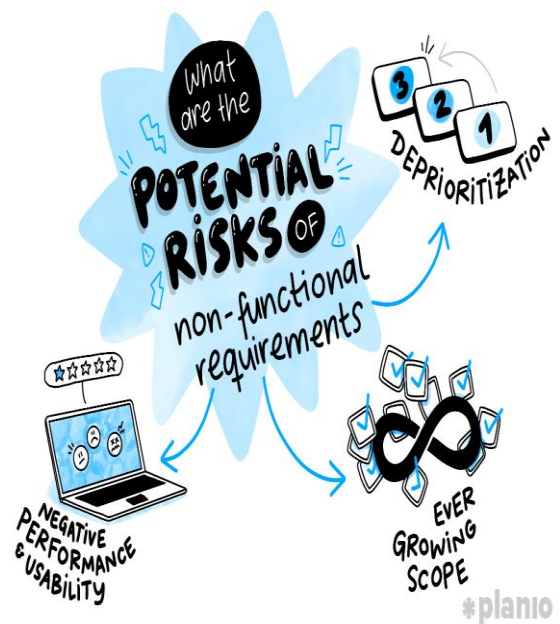 What
are the
POTENTIAL
RISKS OF
non-functional
requirements
3 2 1
DEPRIORITIZATION
NEGATIVE
PERFORMANCE
& USABILITY
EVER
GROWING
SCOPE
*planio